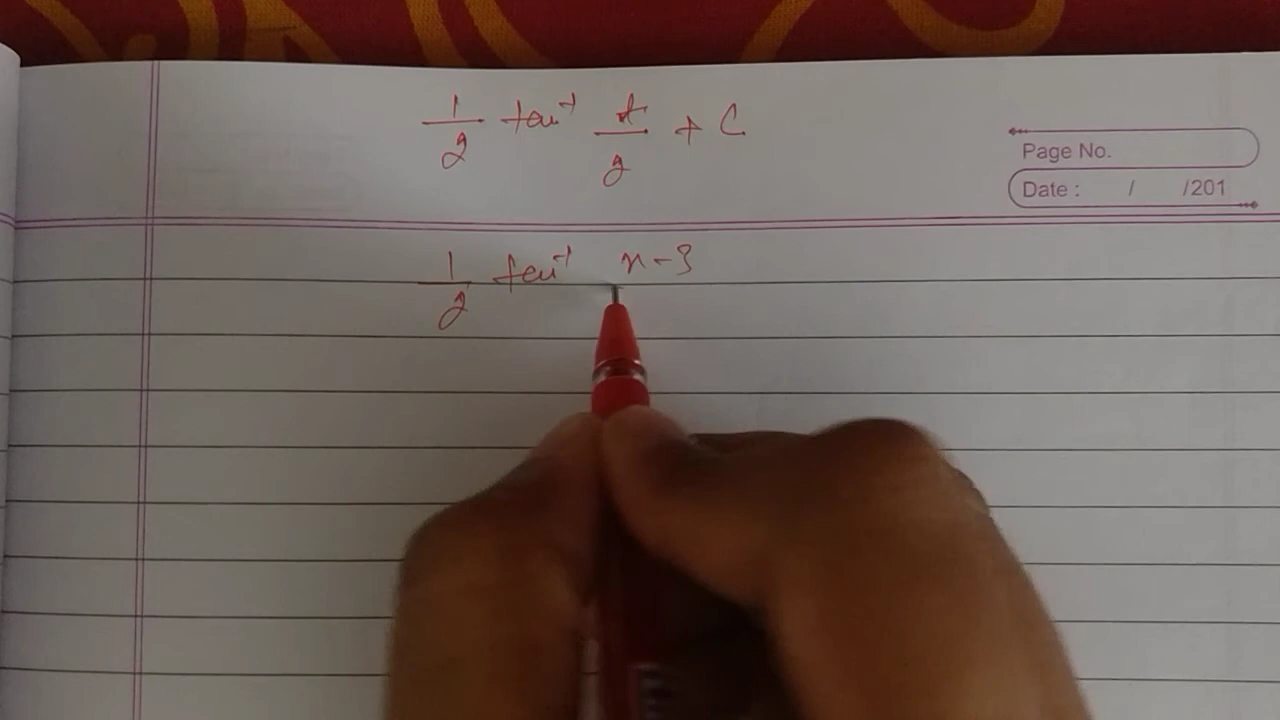 1/2 tan⁻¹ t/2 + C
Page No.
Date : / /201
1/2 tan⁻¹ x-3